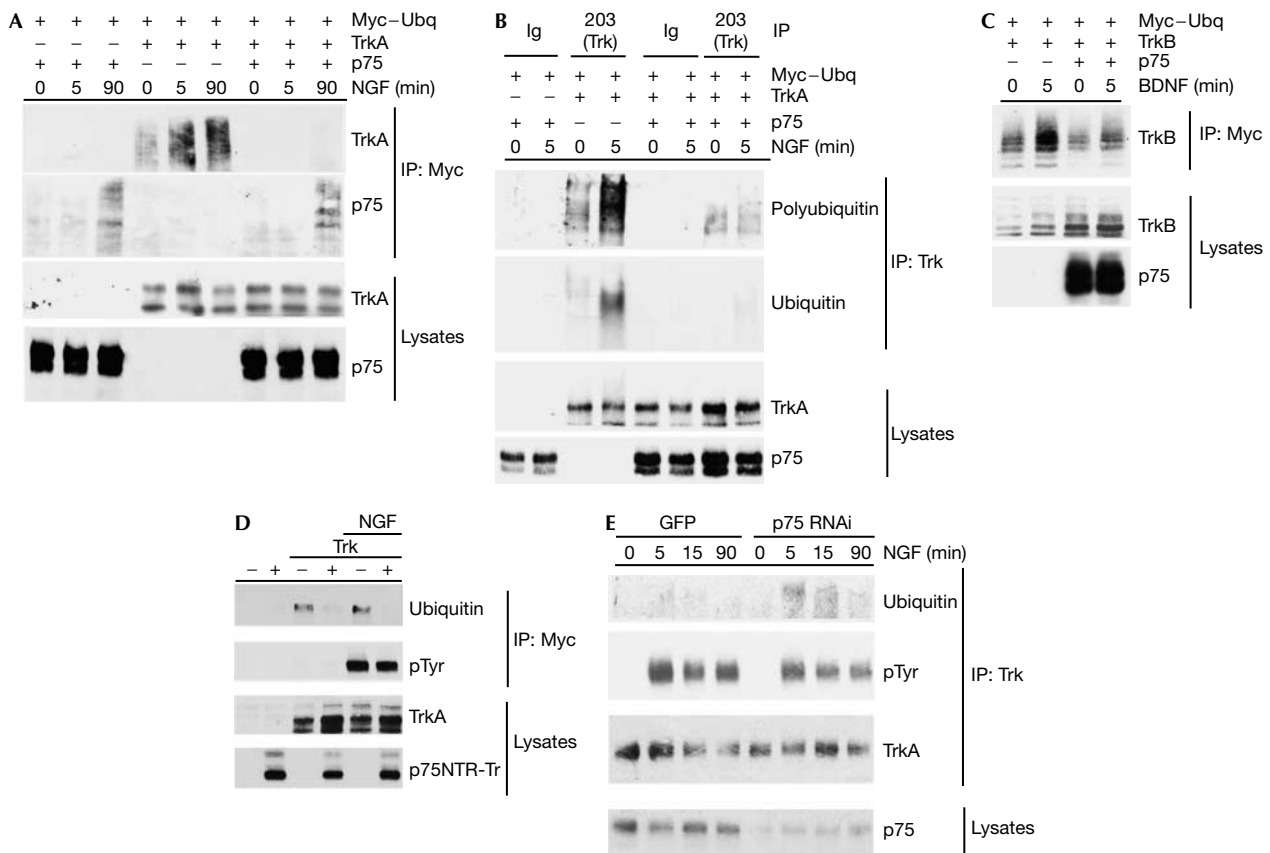 A
+ + + + + + + + + Myc–Ubq
– – – + + + + + + TrkA
+ + + – – – + + + p75
0 5 90 0 5 90 0 5 90 NGF (min)
TrkA
p75
IP: Myc
TrkA
p75
Lysates
B
Ig 203 (Trk) Ig 203 (Trk) IP
+ + + + + + + + Myc–Ubq
– – + + + + + + TrkA
+ + – – + + + + p75
0 5 0 5 0 5 0 5 NGF (min)
Polyubiquitin
Ubiquitin
IP: Trk
TrkA
p75
Lysates
C
+ + + + Myc–Ubq
+ + + + TrkB
+ + p75
0 5 0 5 BDNF (min)
TrkB
IP: Myc
TrkB
p75
Lysates
D
NGF
Trk
– + – + – +
Ubiquitin
pTyr
IP: Myc
TrkA
p75NTR-Tr
Lysates
E
GFP p75 RNAi
0 5 15 90 0 5 15 90 NGF (min)
Ubiquitin
pTyr
TrkA
IP: Trk
p75
Lysates